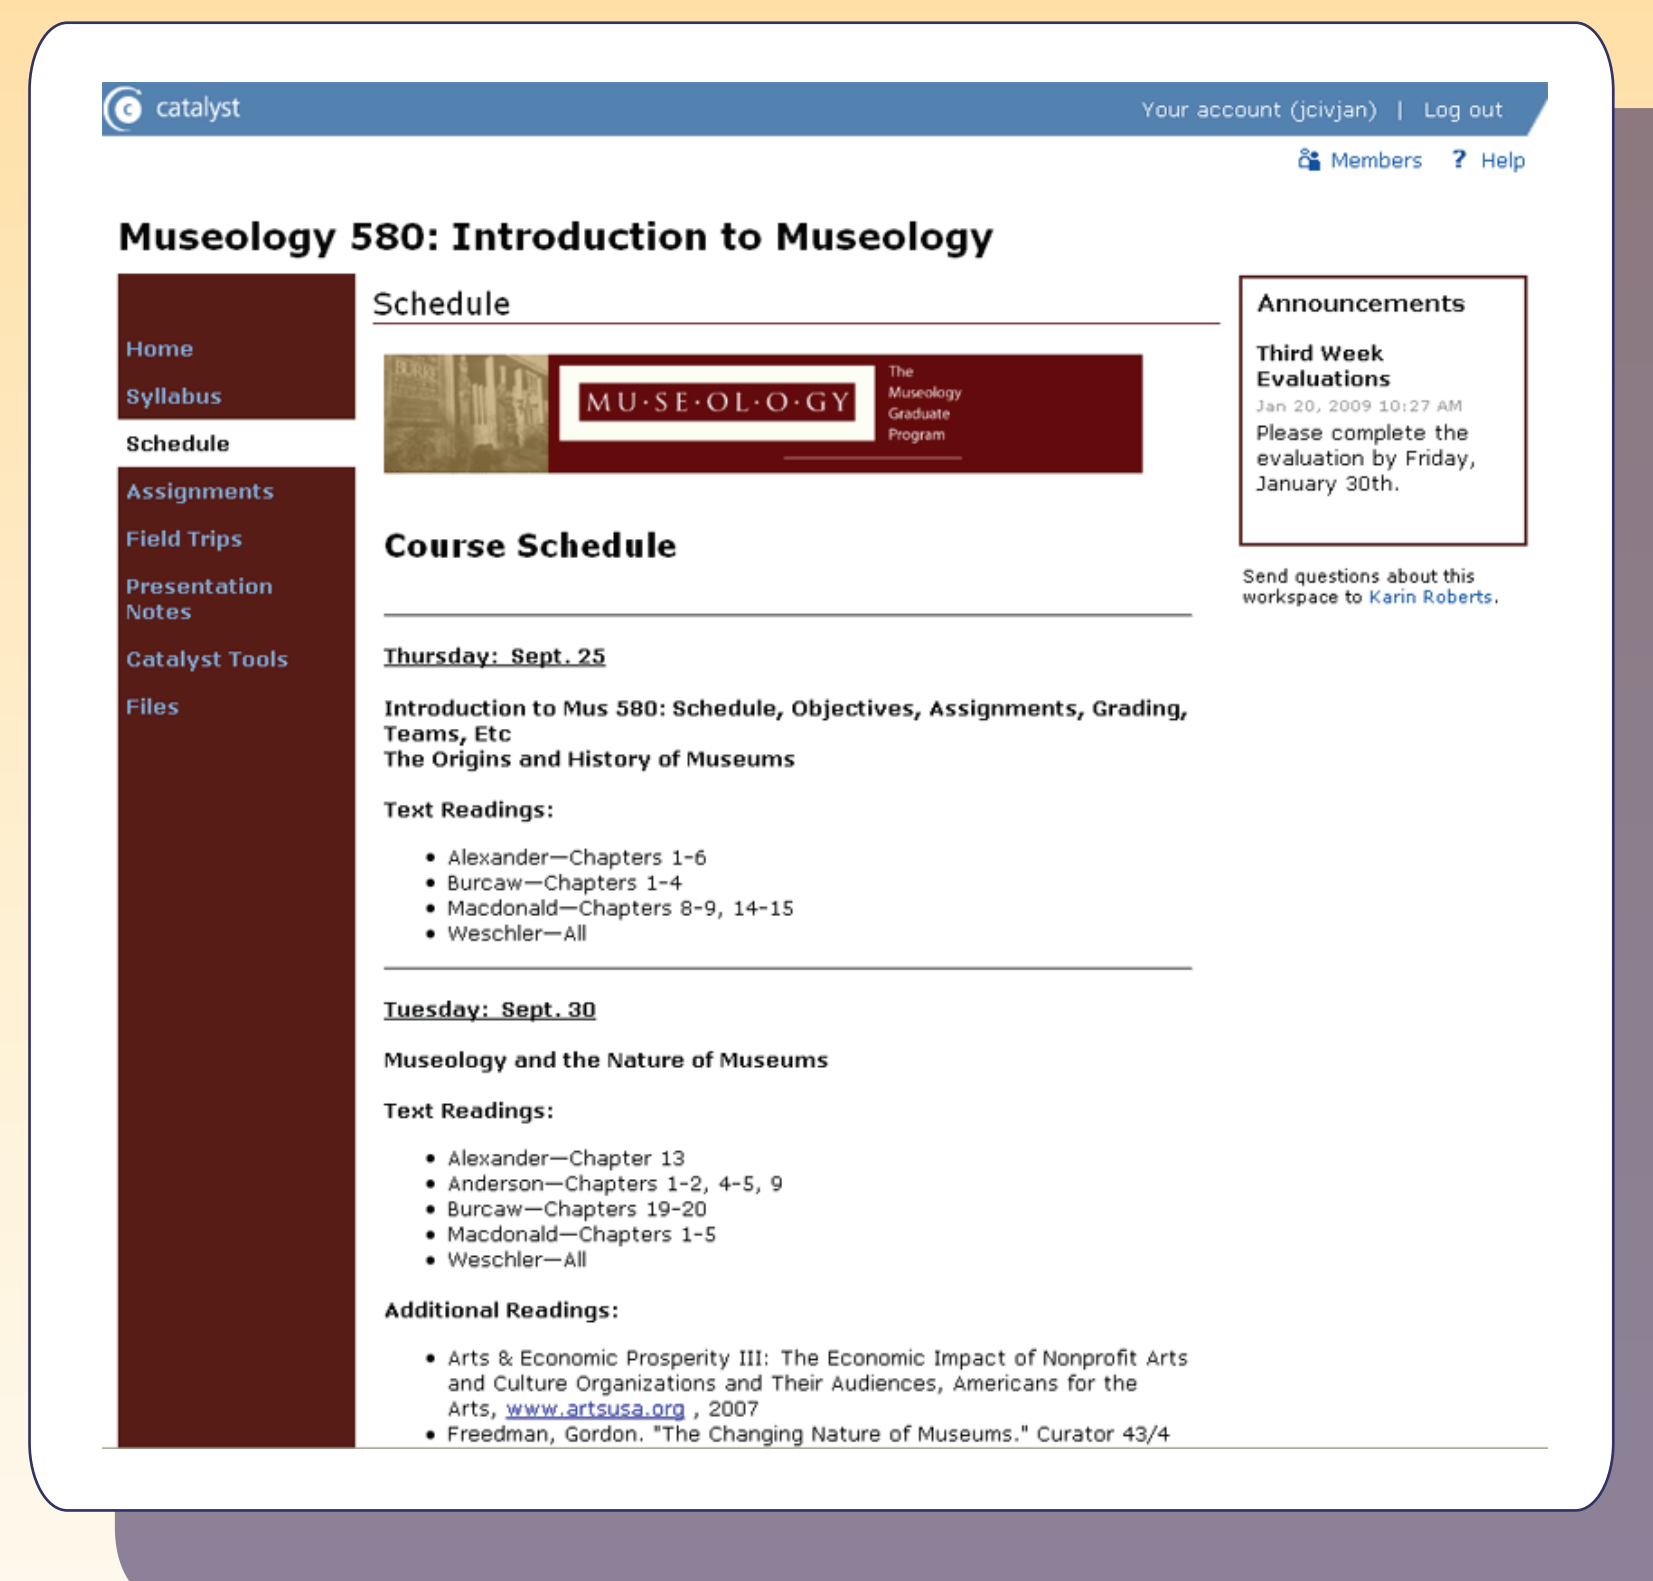 catalyst
Your account (jcivjan) | Log out
Members ? Help
Museology 580: Introduction to Museology
Home
Syllabus
Schedule
Assignments
Field Trips
Presentation
Notes
Catalyst Tools
Files
Schedule
BURKE
MU·SE·OL·O·GY
The
Museology
Graduate
Program
Course Schedule
Thursday: Sept. 25
Introduction to Mus 580: Schedule, Objectives, Assignments, Grading,
Teams, Etc
The Origins and History of Museums
Text Readings:
• Alexander—Chapters 1-6
• Burcaw—Chapters 1-4
• Macdonald—Chapters 8-9, 14-15
• Weschler—All
Tuesday: Sept. 30
Museology and the Nature of Museums
Text Readings:
• Alexander—Chapter 13
• Anderson—Chapters 1-2, 4-5, 9
• Burcaw—Chapters 19-20
• Macdonald—Chapters 1-5
• Weschler—All
Additional Readings:
• Arts & Economic Prosperity III: The Economic Impact of Nonprofit Arts
and Culture Organizations and Their Audiences, Americans for the
Arts, www.artsusa.org , 2007
• Freedman, Gordon. "The Changing Nature of Museums." Curator 43/4
Announcements
Third Week
Evaluations
Jan 20, 2009 10:27 AM
Please complete the
evaluation by Friday,
January 30th.
Send questions about this
workspace to Karin Roberts.